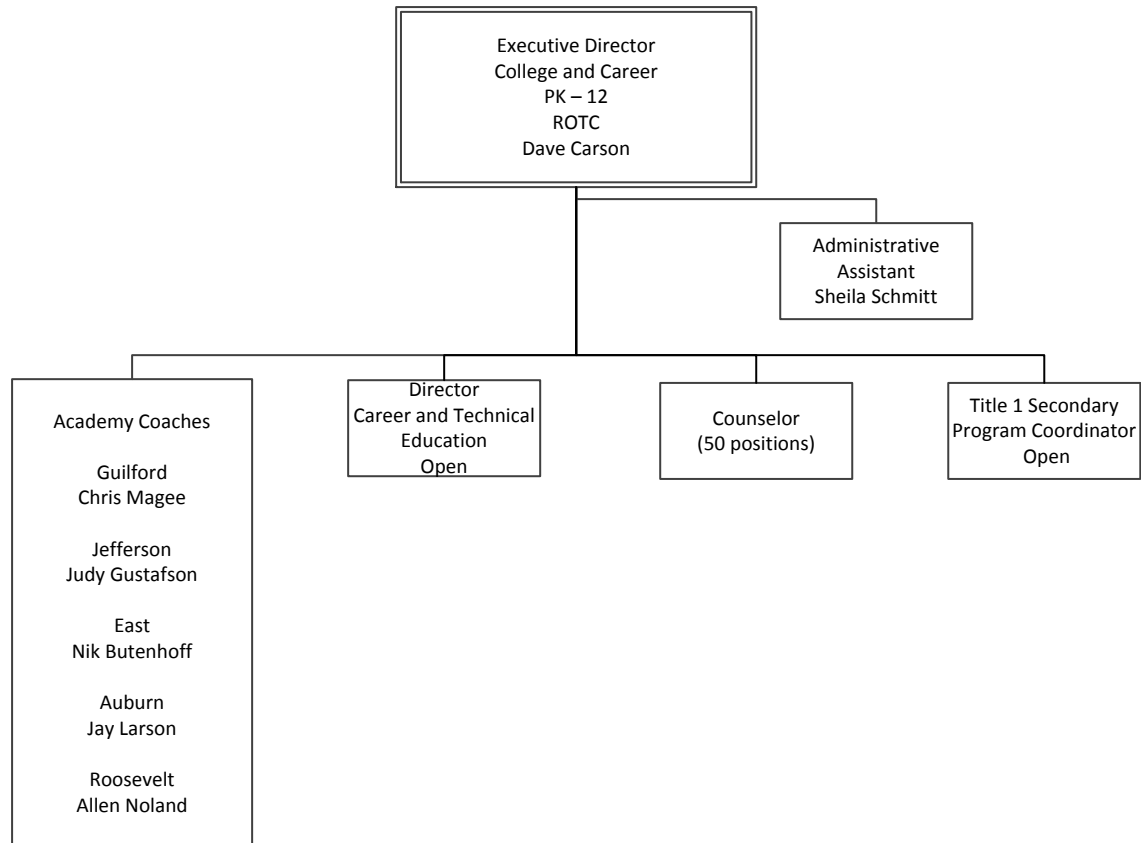 Executive Director
College and Career
PK – 12
ROTC
Dave Carson
Administrative
Assistant
Sheila Schmitt
Academy Coaches
Guilford
Chris Magee
Jefferson
Judy Gustafson
East
Nik Butenhoff
Auburn
Jay Larson
Roosevelt
Allen Noland
Director
Career and Technical
Education
Open
Counselor
(50 positions)
Title 1 Secondary
Program Coordinator
Open